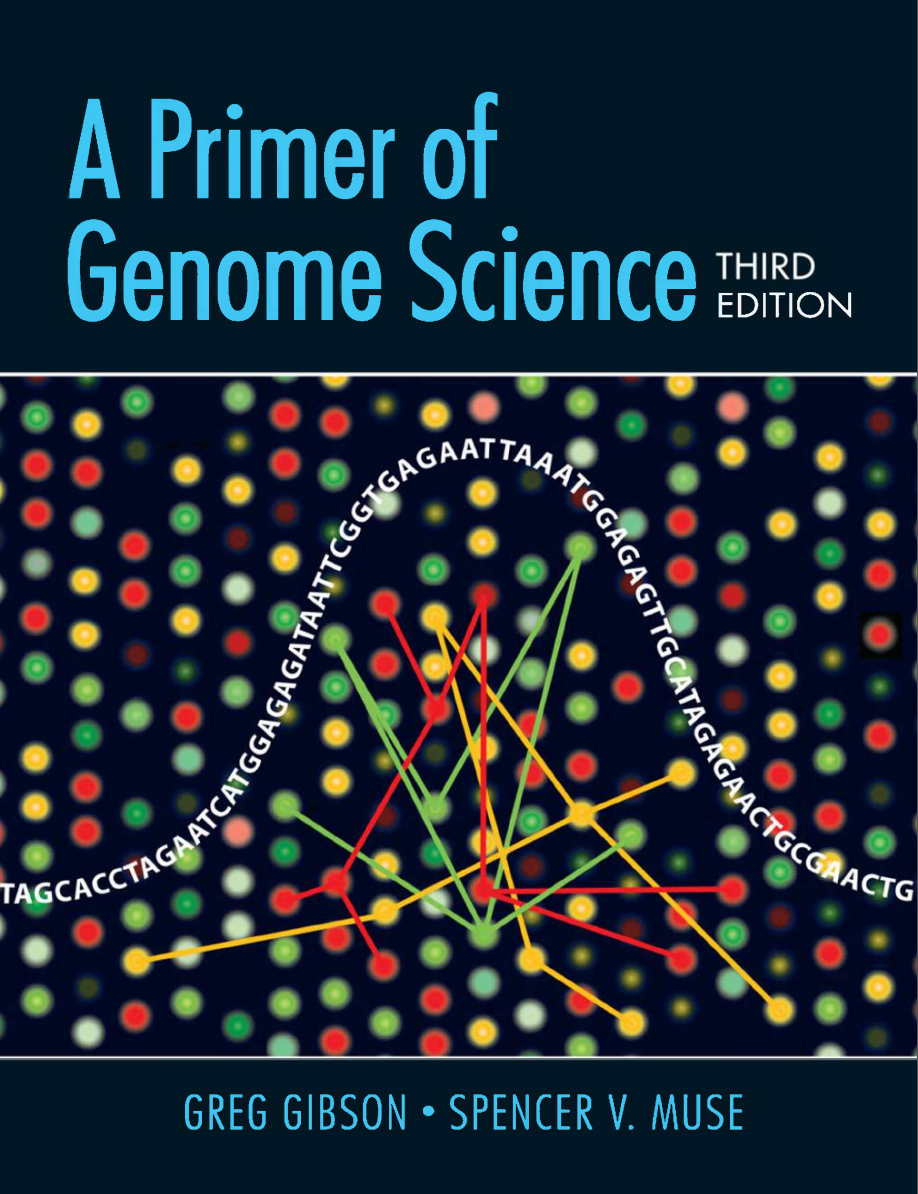 A Primer of
Genome Science
THIRD
EDITION
TAGCACCTAGAATCATGGAGAGATAATTCGGTGAGAATTAAATGGAGAGTTGCATAGAGAACTGCGAACTG
GREG GIBSON • SPENCER V. MUSE